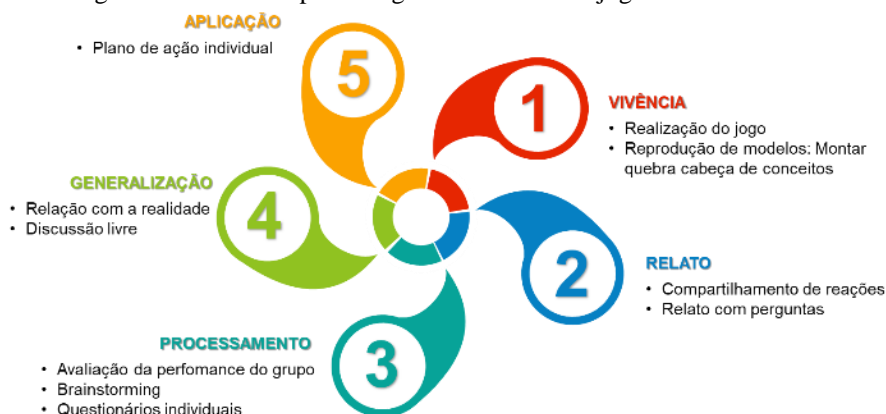 APLICAÇÃO
• Plano de ação individual
5
1
VIVÊNCIA
• Realização do jogo
• Reprodução de modelos: Montar
quebra cabeça de conceitos
2
RELATO
• Compartilhamento de reações
• Relato com perguntas
PROCESSAMENTO
• Avaliação da perfomance do grupo
• Brainstorming
• Questionários individuais
3
GENERALIZAÇÃO
• Relação com a realidade
• Discussão livre
4